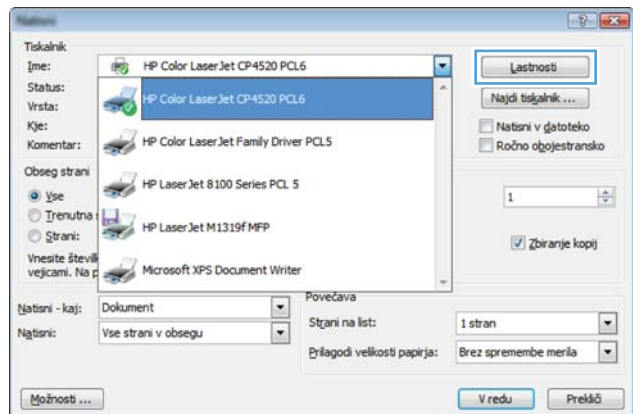 Tiskalnik
Ime: HP Color LaserJet CP4520 PCL6 Lastnosti
Status: HP Color LaserJet CP4520 PCL6 Najdi tiskalnik ...
Vrsta:
Kje: HP Color LaserJet Family Driver PCL5 Natisni v datoteko
Komentar: Ročno obojestransko
Obseg strani HP LaserJet 8100 Series PCL 5
Vse 1
Trenutna HP LaserJet M1319f MFP
Strani: Zbiranje kopij
Vnesite števil
vejicami. Na p Microsoft XPS Document Writer
Natisni - kaj: Dokument Povečava
Natisni: Vse strani v obsegu Strani na list: 1 stran
Prilagodi velikosti papirja: Brez spremembe merila
Možnosti ... V redu Prekliči